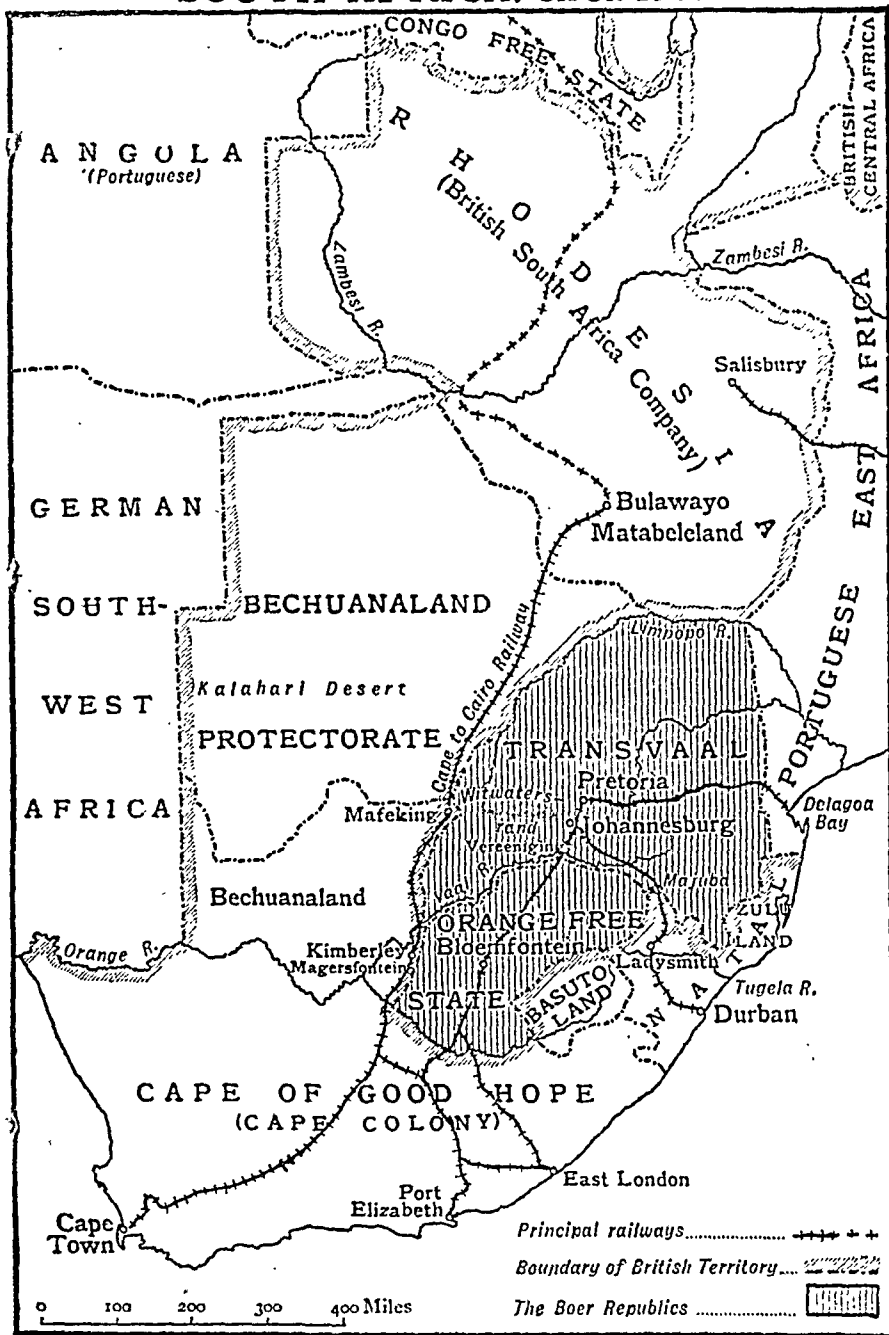 CONGO FREE STATE
ANGOLA
(Portuguese)
RHODESIA
(British South Africa Company)
BRITISH
CENTRAL AFRICA
Zambesi R.
Zambesi R.
Salisbury
PORTUGUESE EAST AFRICA
GERMAN
SOUTH-
WEST
AFRICA
Bulawayo
Matabeleland
BECHUANALAND
Kalahari Desert
PROTECTORATE
Cape to Cairo Railway
Limpopo R.
TRANSVAAL
Pretoria
Witwaters-
rand
Johannesburg
Vereenigin
Mafeking
Delagoa
Bay
Bechuanaland
Vaal R.
Majuba
ZULU
LAND
Orange R.
ORANGE FREE
Bloemfontein
STATE
Kimberley
Magersfontein
Ladysmith
BASUTO
LAND
NATAL
Tugela R.
Durban
CAPE OF GOOD HOPE
(CAPE COLONY)
East London
Port
Elizabeth
Cape
Town
Principal railways
Boundary of British Territory
The Boer Republics
0 100 200 300 400 Miles